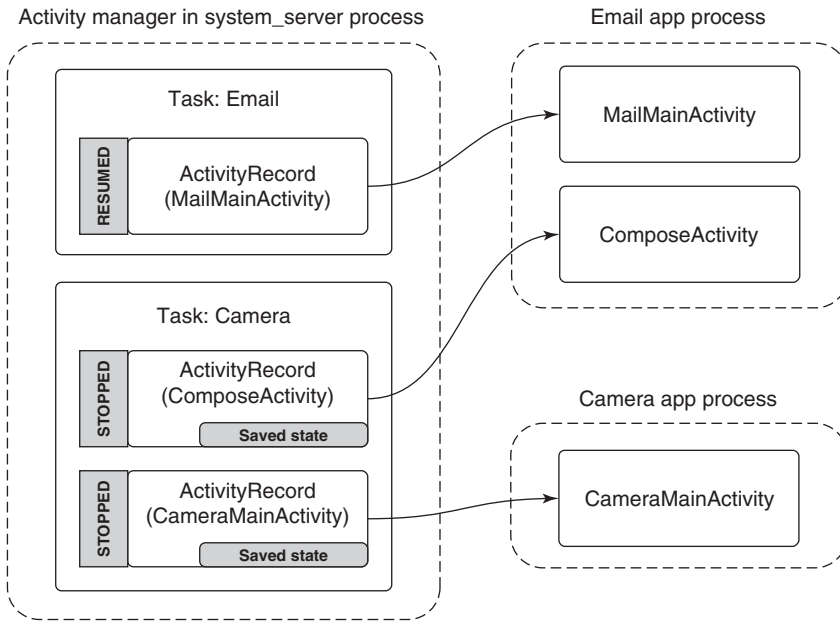 Activity manager in system_server process
Email app process
Task: Email
RESUMED
ActivityRecord
(MailMainActivity)
MailMainActivity
ComposeActivity
Task: Camera
STOPPED
ActivityRecord
(ComposeActivity)
Saved state
Camera app process
STOPPED
ActivityRecord
(CameraMainActivity)
Saved state
CameraMainActivity